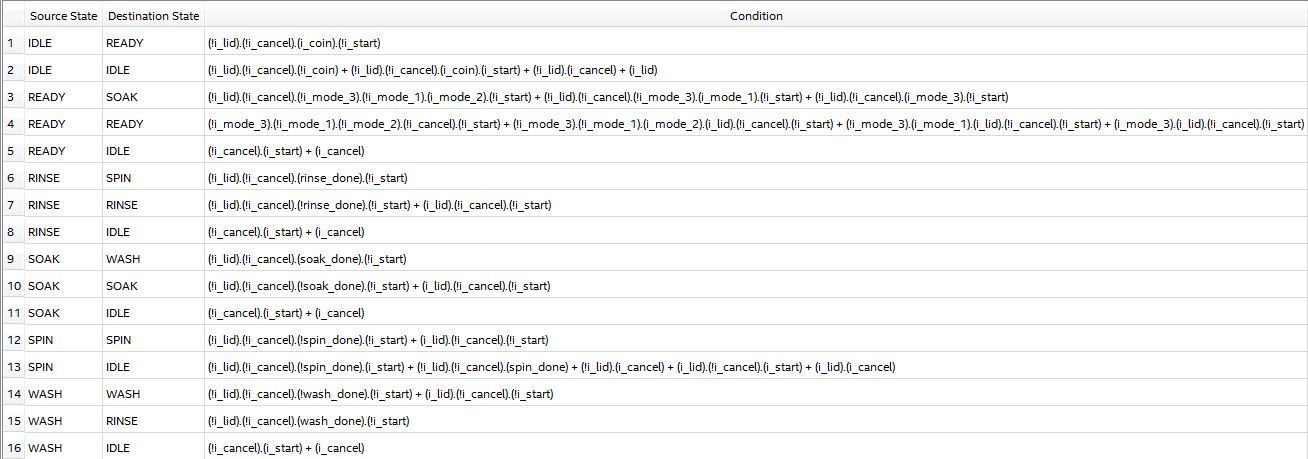 Source State Destination State Condition
1 IDLE READY (!i_lid).(!i_cancel).(i_coin).(!i_start)
2 IDLE IDLE (!i_lid).(!i_cancel).(!i_coin) + (!i_lid).(!i_cancel).(i_coin).(i_start) + (!i_lid).(i_cancel) + (i_lid)
3 READY SOAK (!i_lid).(!i_cancel).(!i_mode_3).(!i_mode_1).(i_mode_2).(!i_start) + (!i_lid).(!i_cancel).(!i_mode_3).(i_mode_1).(!i_start) + (!i_lid).(!i_cancel).(i_mode_3).(!i_start)
4 READY READY (!i_mode_3).(!i_mode_1).(!i_mode_2).(!i_cancel).(!i_start) + (!i_mode_3).(!i_mode_1).(i_mode_2).(i_lid).(!i_cancel).(!i_start) + (!i_mode_3).(i_mode_1).(i_lid).(!i_cancel).(!i_start) + (i_mode_3).(i_lid).(!i_cancel).(!i_start)
5 READY IDLE (!i_cancel).(i_start) + (i_cancel)
6 RINSE SPIN (!i_lid).(!i_cancel).(rinse_done).(!i_start)
7 RINSE RINSE (!i_lid).(!i_cancel).(!rinse_done).(!i_start) + (i_lid).(!i_cancel).(!i_start)
8 RINSE IDLE (!i_cancel).(i_start) + (i_cancel)
9 SOAK WASH (!i_lid).(!i_cancel).(soak_done).(!i_start)
10 SOAK SOAK (!i_lid).(!i_cancel).(!soak_done).(!i_start) + (i_lid).(!i_cancel).(!i_start)
11 SOAK IDLE (!i_cancel).(i_start) + (i_cancel)
12 SPIN SPIN (!i_lid).(!i_cancel).(!spin_done).(!i_start) + (i_lid).(!i_cancel).(!i_start)
13 SPIN IDLE (!i_lid).(!i_cancel).(!spin_done).(i_start) + (!i_lid).(!i_cancel).(spin_done) + (!i_lid).(i_cancel) + (i_lid).(!i_cancel).(i_start) + (i_lid).(i_cancel)
14 WASH WASH (!i_lid).(!i_cancel).(!wash_done).(!i_start) + (i_lid).(!i_cancel).(!i_start)
15 WASH RINSE (!i_lid).(!i_cancel).(wash_done).(!i_start)
16 WASH IDLE (!i_cancel).(i_start) + (i_cancel)